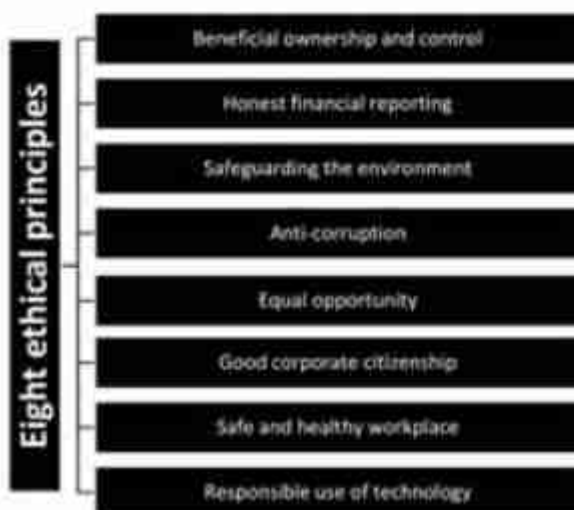 Eight ethical principles
Beneficial ownership and control
Honest financial reporting
Safeguarding the environment
Anti-corruption
Equal opportunity
Good corporate citizenship
Safe and healthy workplace
Responsible use of technology